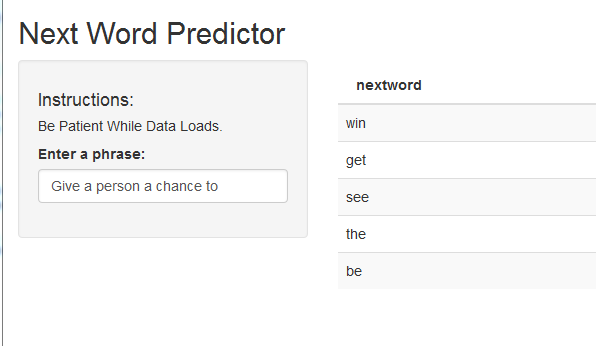 Next Word Predictor
Instructions:
Be Patient While Data Loads.
Enter a phrase:
Give a person a chance to
nextword
win
get
see
the
be